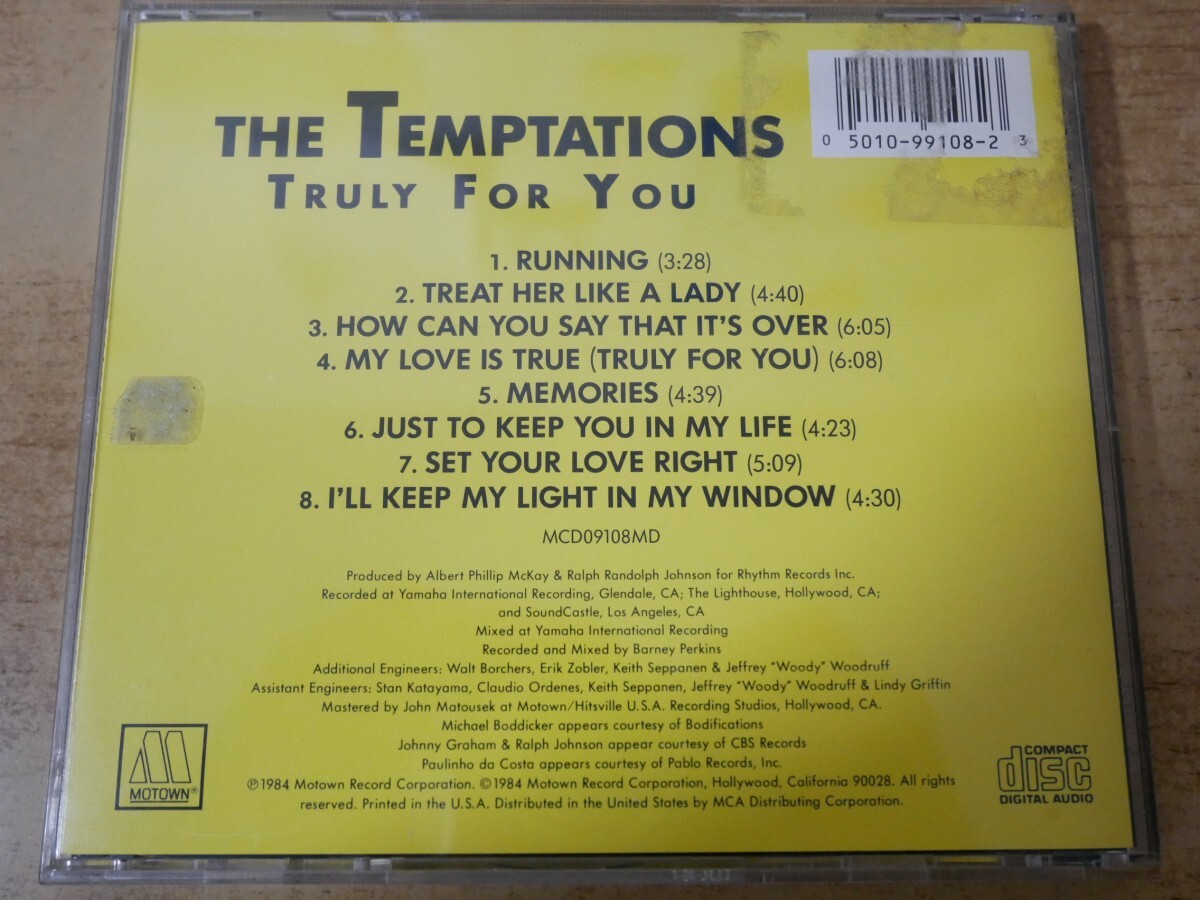 0 5010-99108-2 3
THE TEMPTATIONS
TRULY FOR YOU
1. RUNNING (3:28)
2. TREAT HER LIKE A LADY (4:40)
3. HOW CAN YOU SAY THAT IT'S OVER (6:05)
4. MY LOVE IS TRUE (TRULY FOR YOU) (6:08)
5. MEMORIES (4:39)
6. JUST TO KEEP YOU IN MY LIFE (4:23)
7. SET YOUR LOVE RIGHT (5:09)
8. I'LL KEEP MY LIGHT IN MY WINDOW (4:30)
MCD09108MD
Produced by Albert Phillip McKay & Ralph Randolph Johnson for Rhythm Records Inc.
Recorded at Yamaha International Recording, Glendale, CA; The Lighthouse, Hollywood, CA;
and SoundCastle, Los Angeles, CA
Mixed at Yamaha International Recording
Recorded and Mixed by Barney Perkins
Additional Engineers: Walt Borchers, Erik Zobler, Keith Seppanen & Jeffrey "Woody" Woodruff
Assistant Engineers: Stan Katayama, Claudio Ordenes, Keith Seppanen, Jeffrey "Woody" Woodruff & Lindy Griffin
Mastered by John Matousek at Motown/Hitsville U.S.A. Recording Studios, Hollywood, CA.
Michael Boddicker appears courtesy of Bodifications
Johnny Graham & Ralph Johnson appear courtesy of CBS Records
Paulinho da Costa appears courtesy of Pablo Records, Inc.
℗1984 Motown Record Corporation. ©1984 Motown Record Corporation, Hollywood, California 90028. All rights
reserved. Printed in the U.S.A. Distributed in the United States by MCA Distributing Corporation.
MOTOWN®
COMPACT
disc
DIGITAL AUDIO